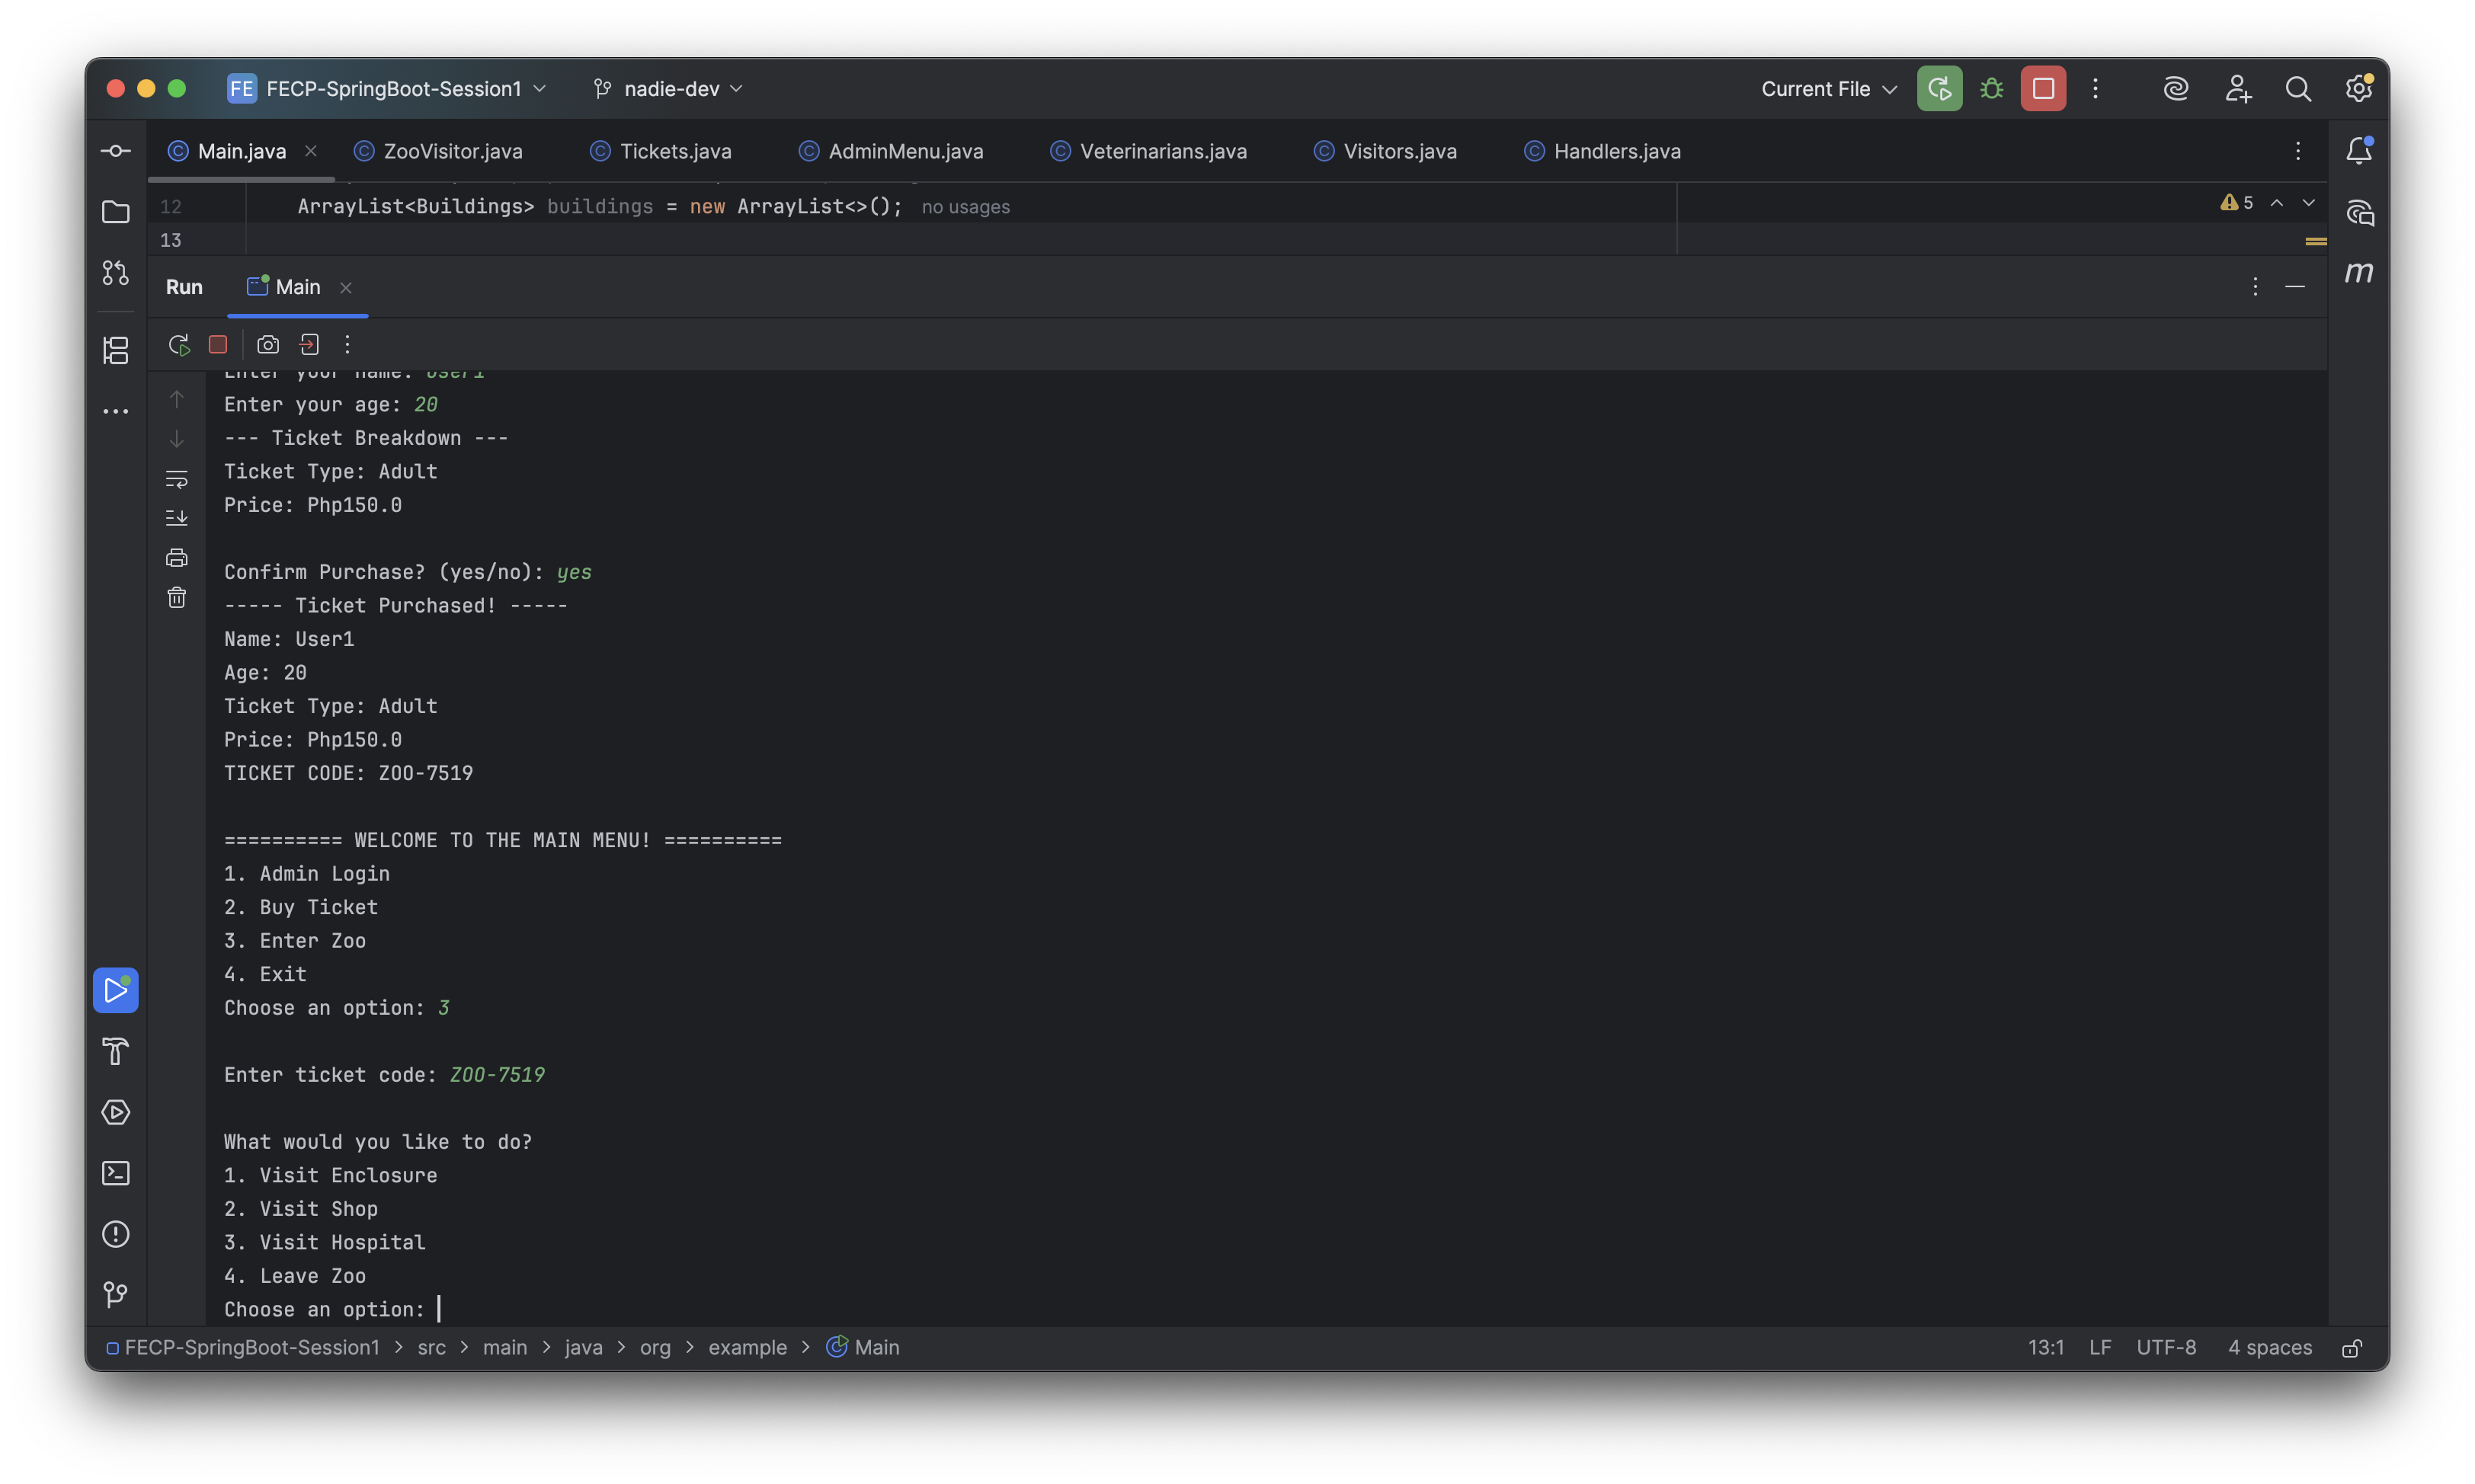 FE FECP-SpringBoot-Session1 nadie-dev Current File
Main.java ZooVisitor.java Tickets.java AdminMenu.java Veterinarians.java Visitors.java Handlers.java
12 ArrayList<Buildings> buildings = new ArrayList<>(); no usages 5
13
Run Main
Enter your name: User1
Enter your age: 20
--- Ticket Breakdown ---
Ticket Type: Adult
Price: Php150.0
Confirm Purchase? (yes/no): yes
----- Ticket Purchased! -----
Name: User1
Age: 20
Ticket Type: Adult
Price: Php150.0
TICKET CODE: ZOO-7519
========== WELCOME TO THE MAIN MENU! ==========
1. Admin Login
2. Buy Ticket
3. Enter Zoo
4. Exit
Choose an option: 3
Enter ticket code: ZOO-7519
What would you like to do?
1. Visit Enclosure
2. Visit Shop
3. Visit Hospital
4. Leave Zoo
Choose an option:
FECP-SpringBoot-Session1 > src > main > java > org > example > Main 13:1 LF UTF-8 4 spaces